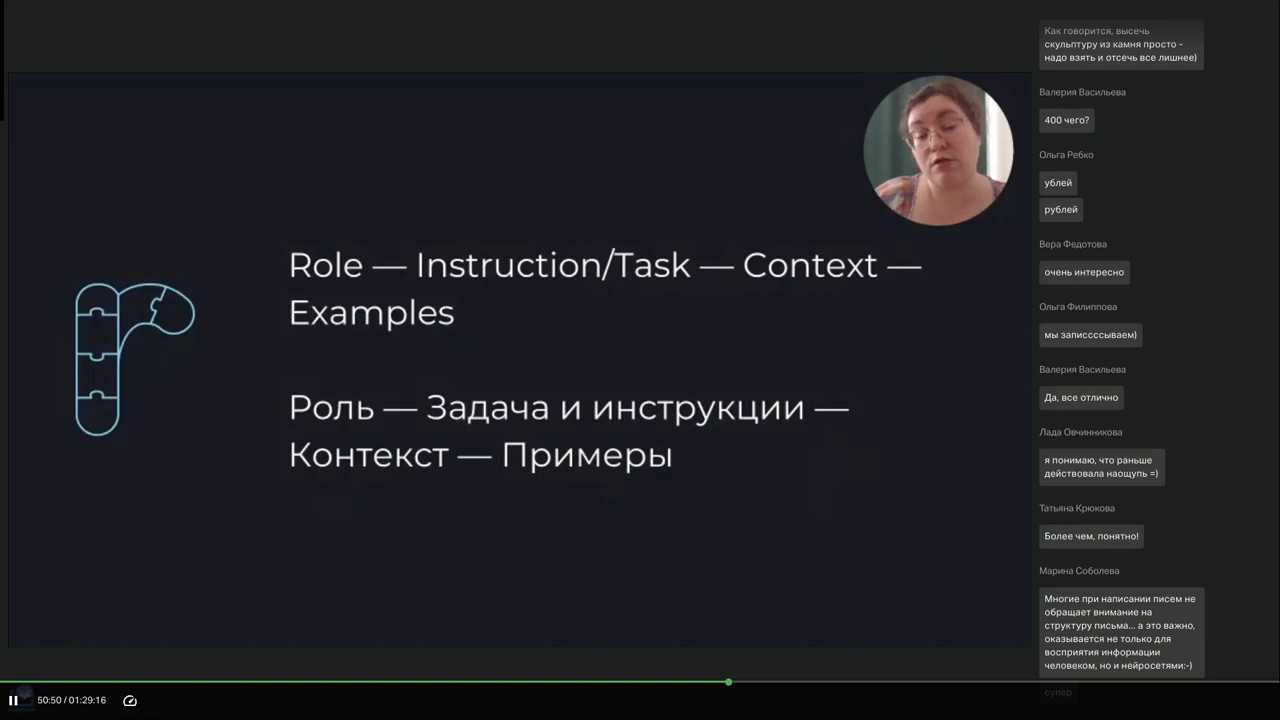 Role — Instruction/Task — Context —
Examples
Роль — Задача и инструкции —
Контекст — Примеры
Как говорится, высечь
скульптуру из камня просто -
надо взять и отсечь все лишнее)
Валерия Васильева
400 чего?
Ольга Ребко
ублей
рублей
Вера Федотова
очень интересно
Ольга Филиппова
мы записсссываем)
Валерия Васильева
Да, все отлично
Лада Овчинникова
я понимаю, что раньше
действовала наощупь =)
Татьяна Крюкова
Более чем, понятно!
Марина Соболева
Многие при написании писем не
обращает внимание на
структуру письма... а это важно,
оказывается не только для
восприятия информации
человеком, но и нейросетями:-)
супер
50:50 / 01:29:16